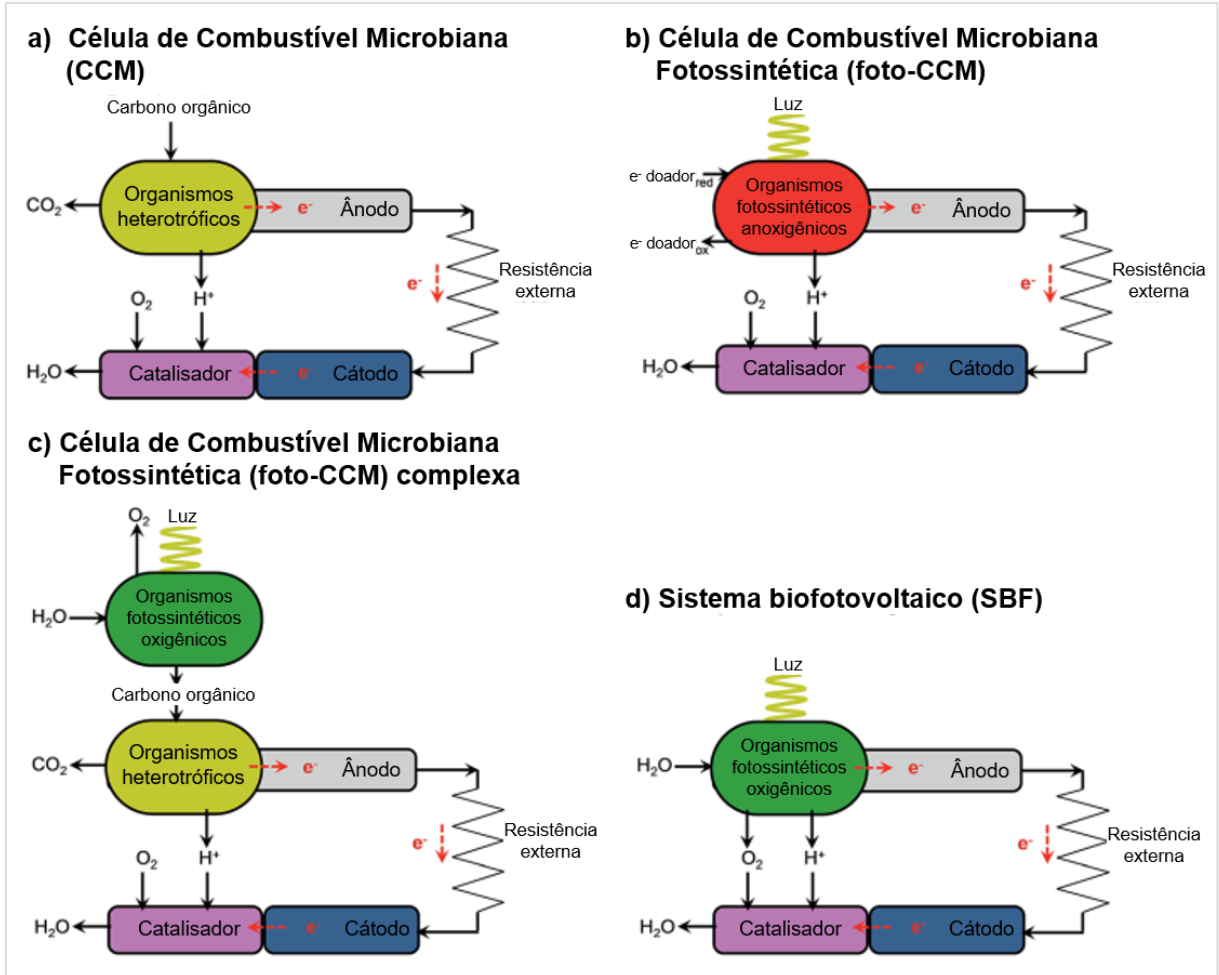 a) Célula de Combustível Microbiana
(CCM)
Carbono orgânico
Organismos
heterotróficos
CO₂
e-
Ânodo
O₂
H⁺
e-
Resistência
externa
H₂O
Catalisador
e-
Cátodo
b) Célula de Combustível Microbiana
Fotossintética (foto-CCM)
Luz
e- doador red
e- doador ox
Organismos
fotossintéticos
anoxigênicos
e-
Ânodo
O₂
H⁺
e-
Resistência
externa
H₂O
Catalisador
e-
Cátodo
c) Célula de Combustível Microbiana
Fotossintética (foto-CCM) complexa
O₂
Luz
H₂O
Organismos
fotossintéticos
oxigênicos
Carbono orgânico
CO₂
Organismos
heterotróficos
e-
Ânodo
O₂
H⁺
e-
Resistência
externa
H₂O
Catalisador
e-
Cátodo
d) Sistema biofotovoltaico (SBF)
Luz
H₂O
Organismos
fotossintéticos
oxigênicos
e-
Ânodo
O₂
H⁺
e-
Resistência
externa
H₂O
Catalisador
e-
Cátodo